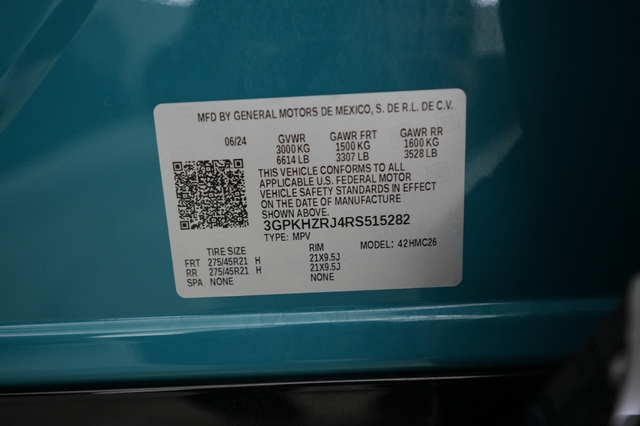 MFD BY GENERAL MOTORS DE MEXICO, S. DE R.L. DE C.V.
06/24 GVWR GAWR FRT GAWR RR
3000 KG 1500 KG 1600 KG
6614 LB 3307 LB 3528 LB
THIS VEHICLE CONFORMS TO ALL
APPLICABLE U.S. FEDERAL MOTOR
VEHICLE SAFETY STANDARDS IN EFFECT
ON THE DATE OF MANUFACTURE
SHOWN ABOVE.
3GPKHZRJ4RS515282
TYPE: MPV MODEL: 42HMC26
TIRE SIZE RIM
FRT 275/45R21 H 21X9.5J
RR 275/45R21 H 21X9.5J
SPA NONE NONE